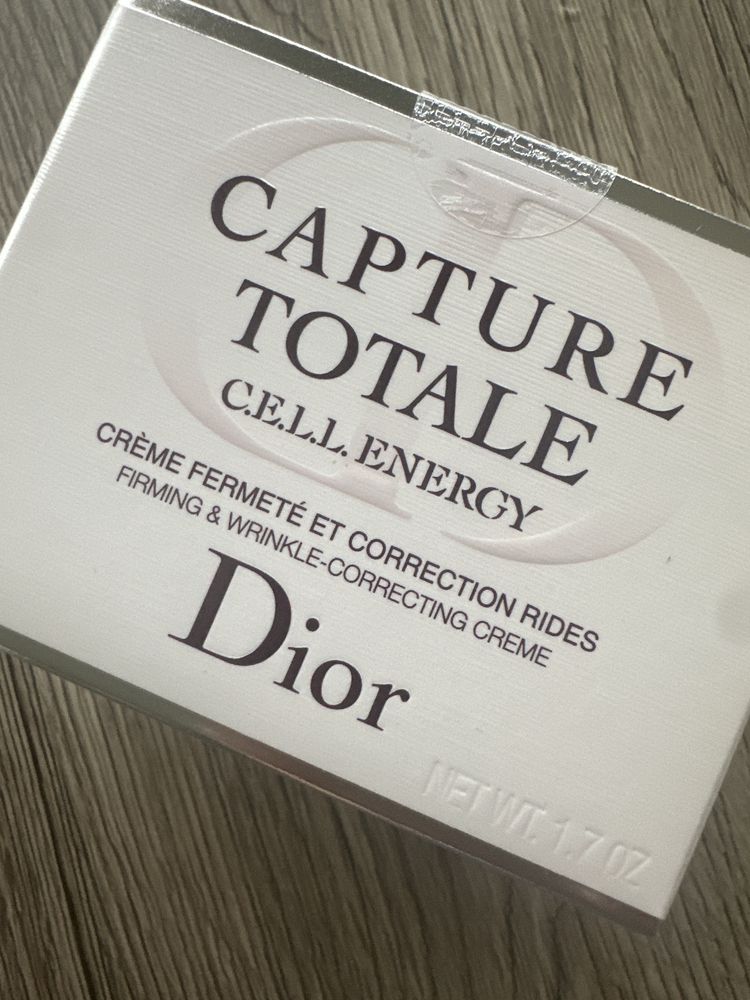 CAPTURE
TOTALE
C.E.L.L. ENERGY
CRÈME FERMETÉ ET CORRECTION RIDES
FIRMING & WRINKLE-CORRECTING CREME
Dior
NET WT. 1.7 OZ